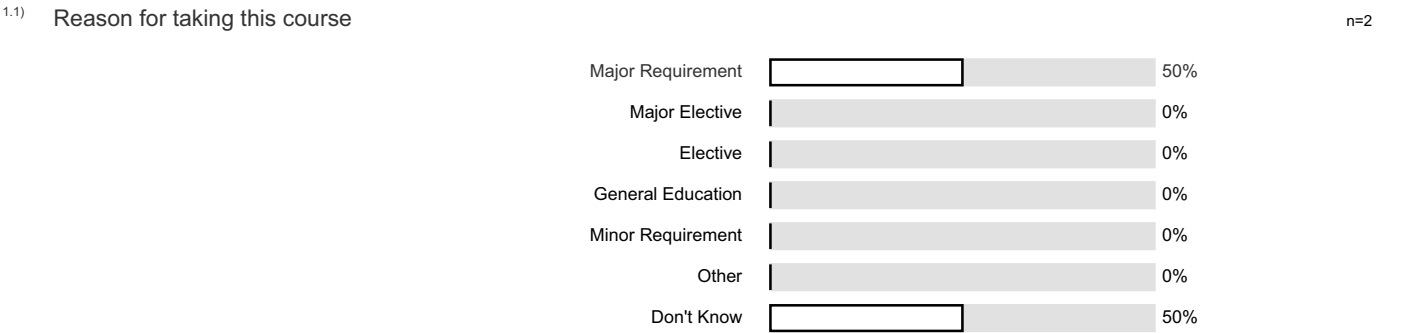 1.1) Reason for taking this course n=2
Major Requirement 50%
Major Elective 0%
Elective 0%
General Education 0%
Minor Requirement 0%
Other 0%
Don't Know 50%